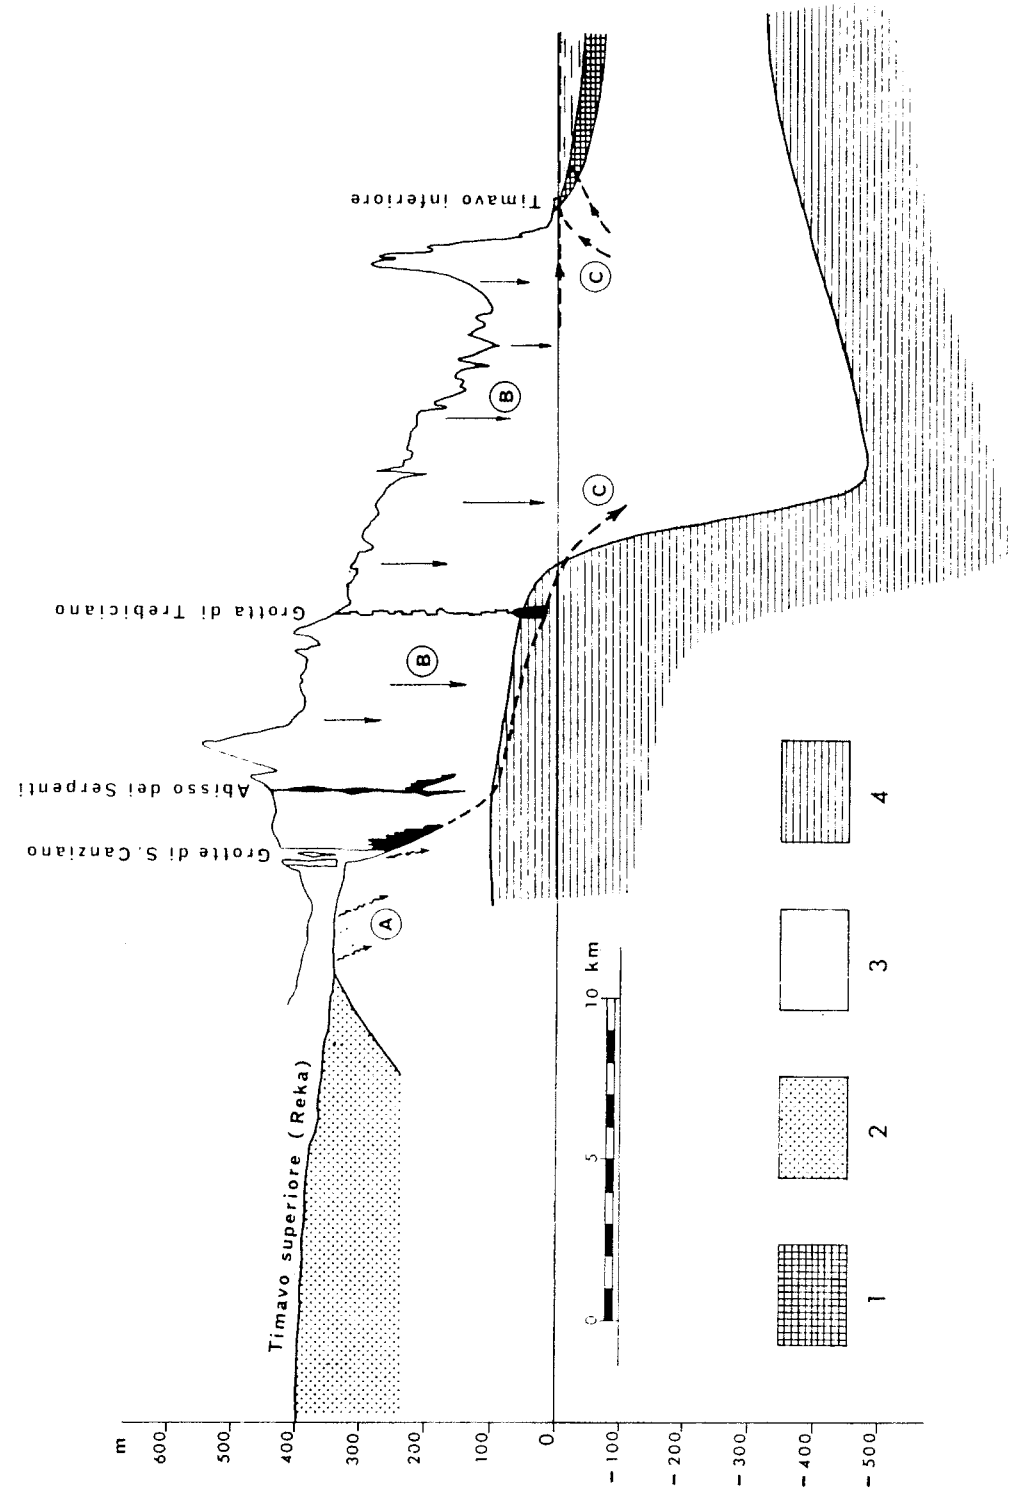 Timavo superiore (Reka)
Grotte di S. Canziano
Abisso dei Serpenti
Grotta di Trebiciano
Timavo inferiore
A
B
B
C
C
m
600
500
400
300
200
100
0
- 100
- 200
- 300
- 400
- 500
0 5 10 km
1 2 3 4